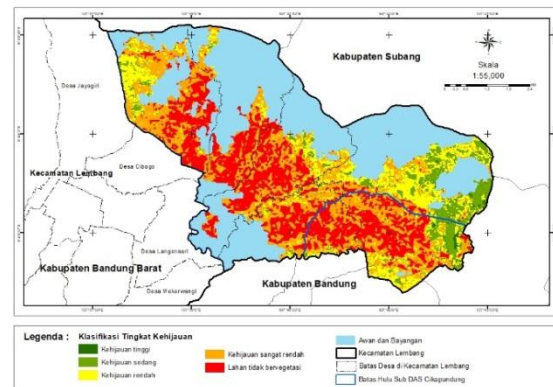 Kabupaten Subang
Skala
1:55,000
Desa Jayagiri
Desa Cibogo
Kecamatan Lembang
Desa Langensari
Kabupaten Bandung Barat
Desa Mekarwangi
Kabupaten Bandung
Legenda :
Klasifikasi Tingkat Kehijauan
Kehijauan tinggi
Kehijauan sedang
Kehijauan rendah
Kehijauan sangat rendah
Lahan tidak bervegetasi
Awan dan Bayangan
Kecamatan Lembang
Batas Desa di Kecamatan Lembang
Batas Hulu Sub DAS Cikapundung